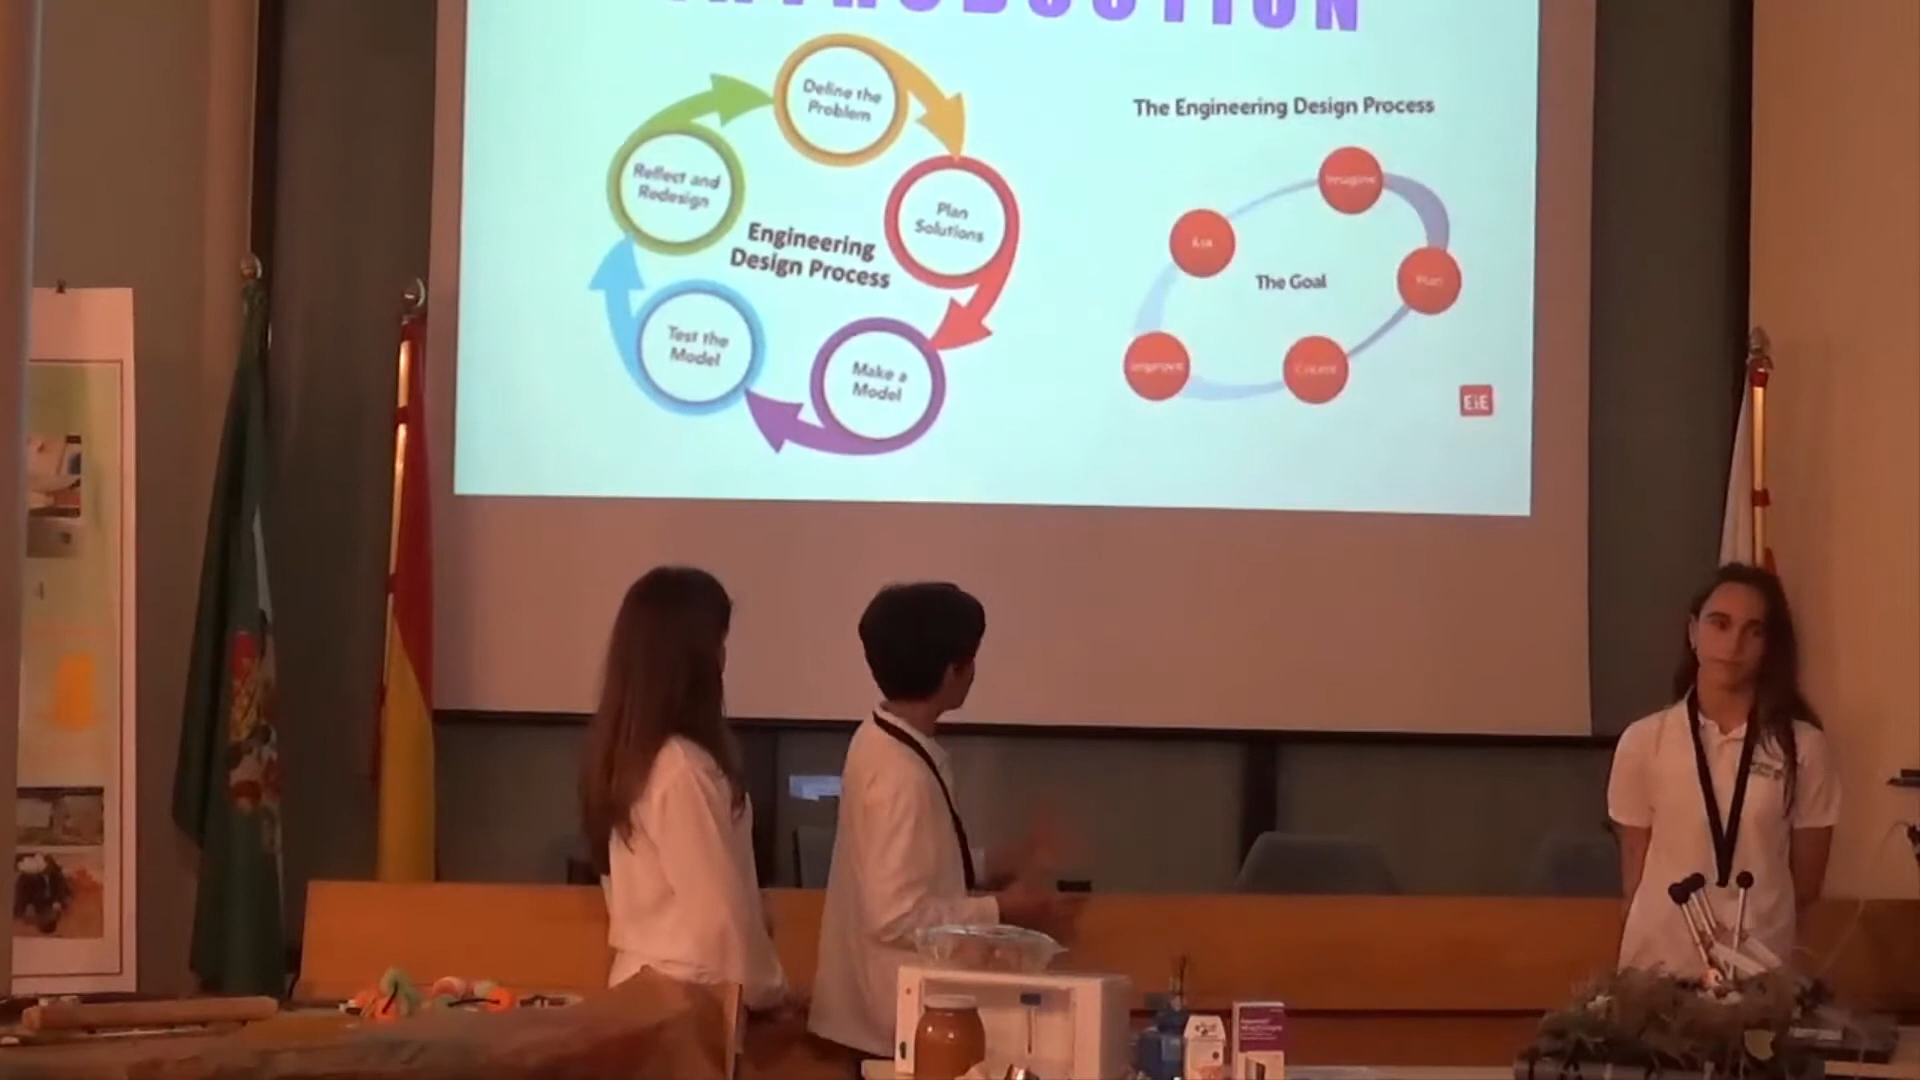 INTRODUCTION
Define the
Problem
Reflect and
Redesign
Plan
Solutions
Engineering
Design Process
Test the
Model
Make a
Model
The Engineering Design Process
Imagine
Ask
Plan
The Goal
Improve
Create
EiE